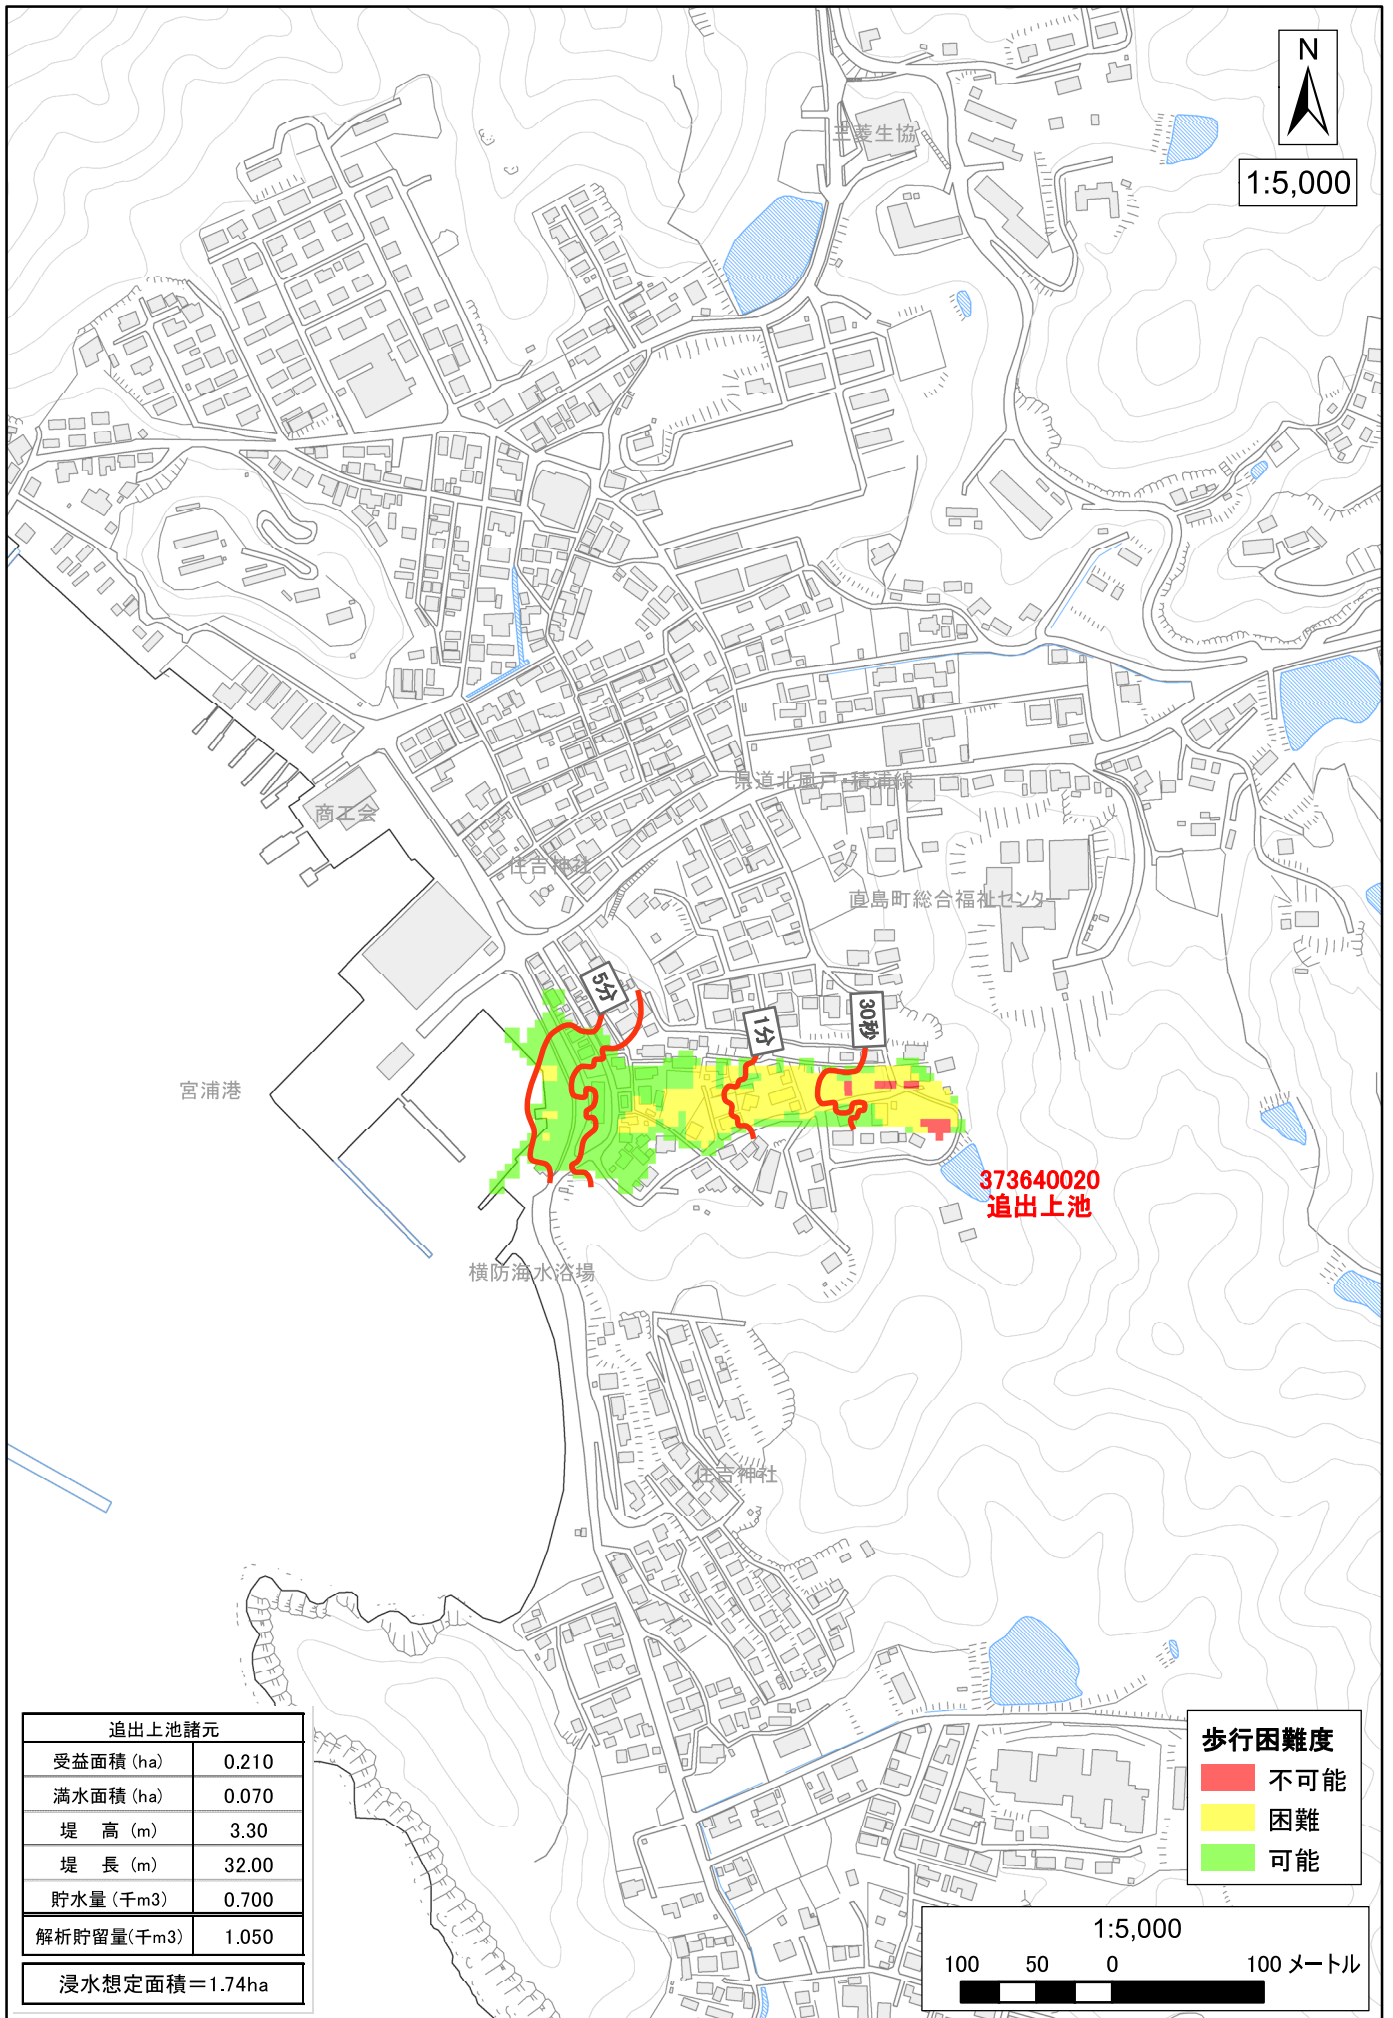 N
1:5,000
三菱生協
県道北風戸・積浦線
商工会
住吉神社
直島町総合福祉センター
5分
1分
30秒
宮浦港
373640020
追出上池
横防海水浴場
住吉神社
追出上池諸元
受益面積(ha) 0.210
満水面積(ha) 0.070
堤 高 (m) 3.30
堤 長 (m) 32.00
貯水量(千m3) 0.700
解析貯留量(千m3) 1.050
浸水想定面積=1.74ha
歩行困難度
不可能
困難
可能
1:5,000
100 50 0 100 メートル